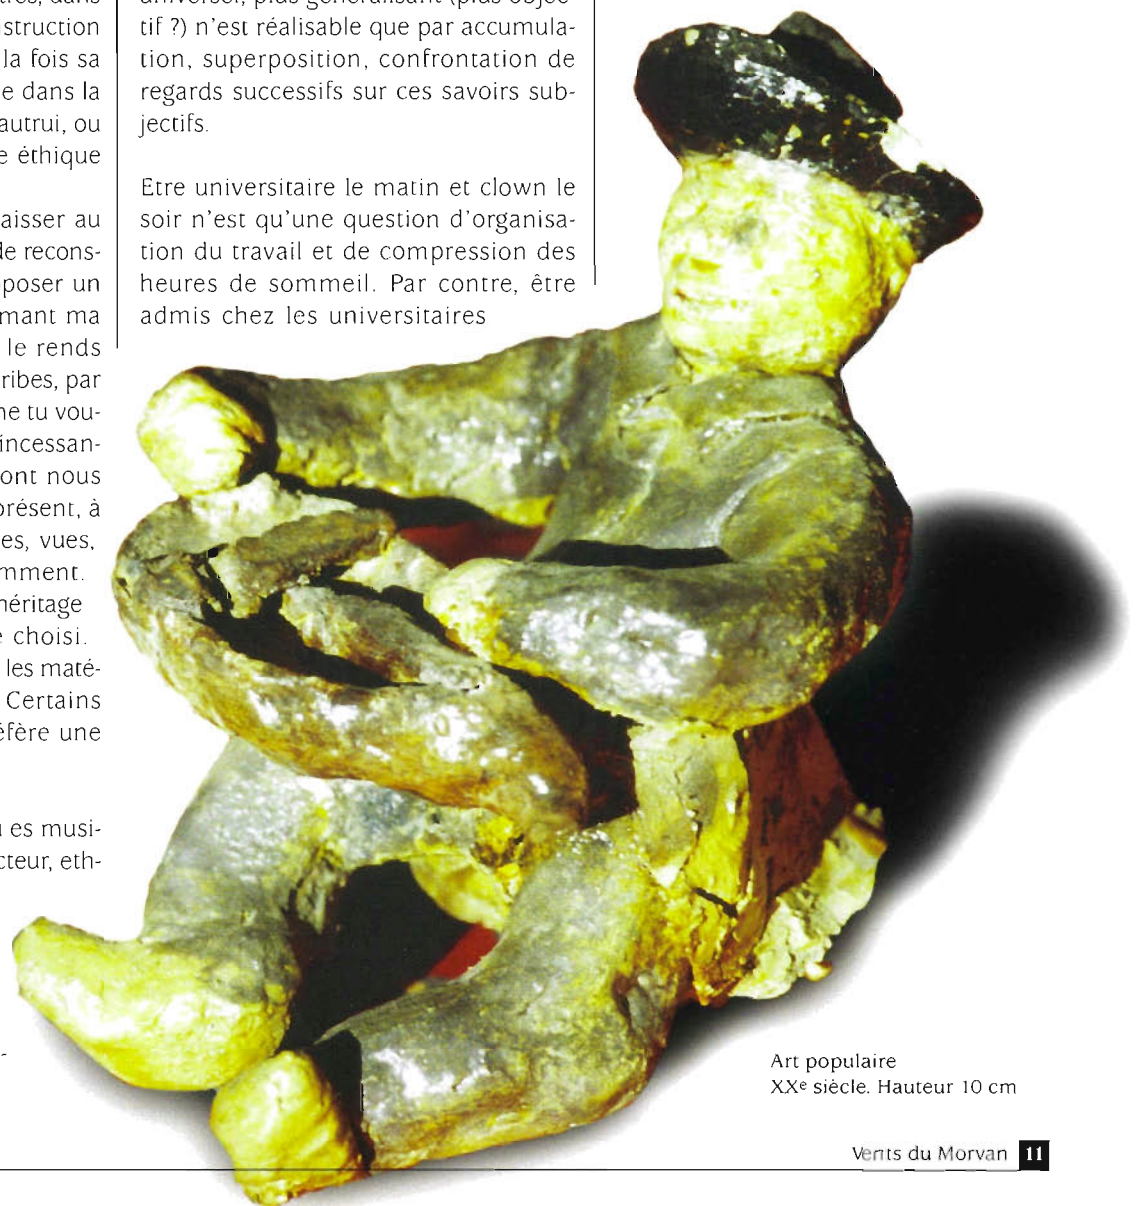 tres, dans
nstruction
la fois sa
e dans la
autrui, ou
e éthique
aisser au
de recons-
poser un
mant ma
le rends
ribes, par
ne tu vou-
incessan-
ont nous
présent, à
es, vues,
mment.
héritage
e choisi.
les maté-
Certains
éfère une
es musi-
cteur, eth-
universel, plus généralisant (plus objec-
tif ?) n'est réalisable que par accumula-
tion, superposition, confrontation de
regards successifs sur ces savoirs sub-
jectifs.
Etre universitaire le matin et clown le
soir n'est qu'une question d'organisa-
tion du travail et de compression des
heures de sommeil. Par contre, être
admis chez les universitaires
Art populaire
XXe siècle. Hauteur 10 cm
Vents du Morvan 11